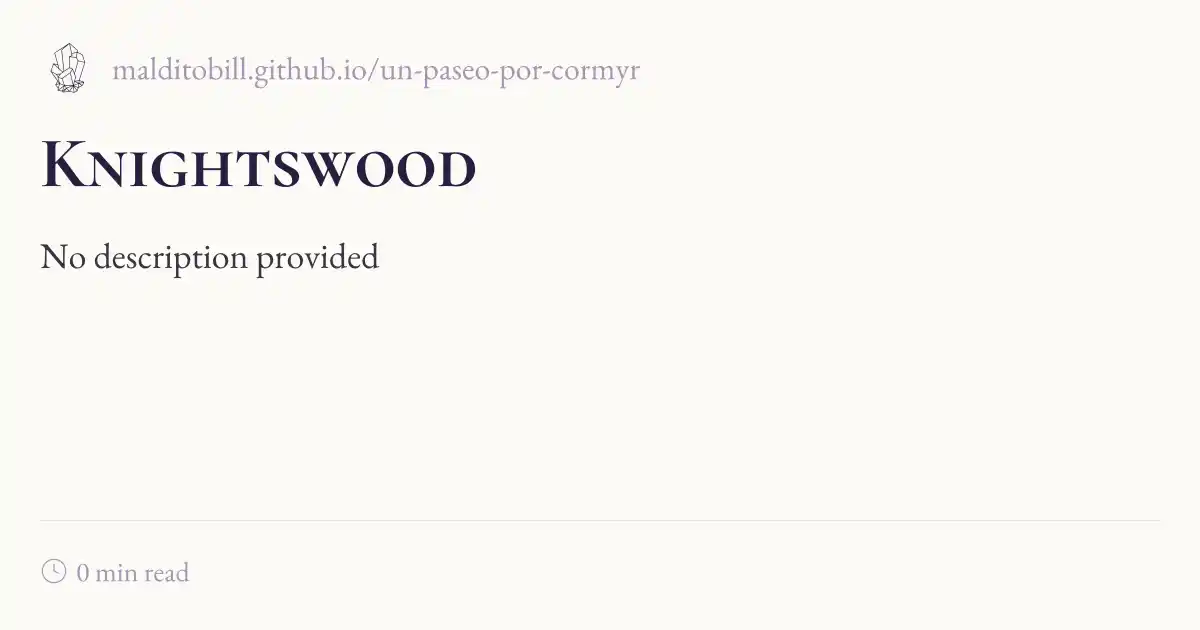 malditobill.github.io/un-paseo-por-cormyr
Knightswood
No description provided
0 min read